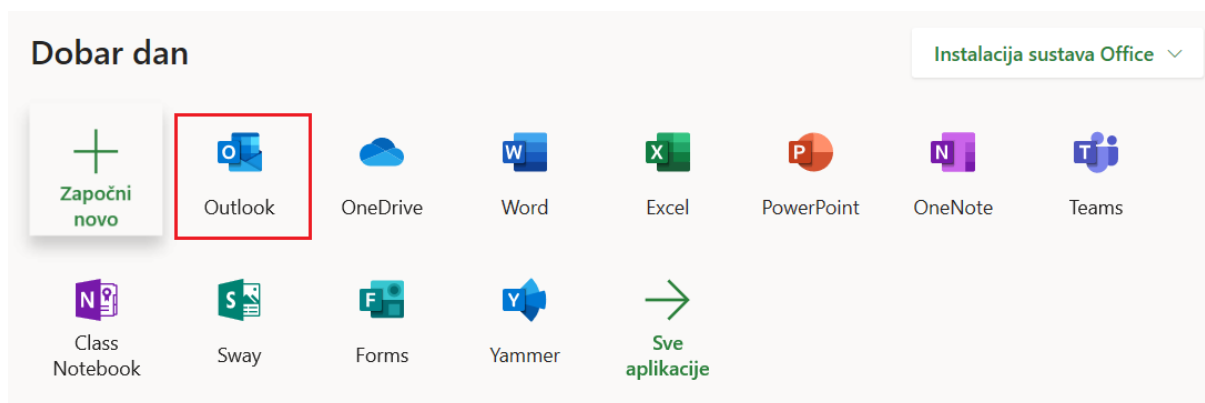 Dobar dan
Instalacija sustava Office
Započni
novo
Outlook
OneDrive
Word
Excel
PowerPoint
OneNote
Teams
Class
Notebook
Sway
Forms
Yammer
Sve
aplikacije